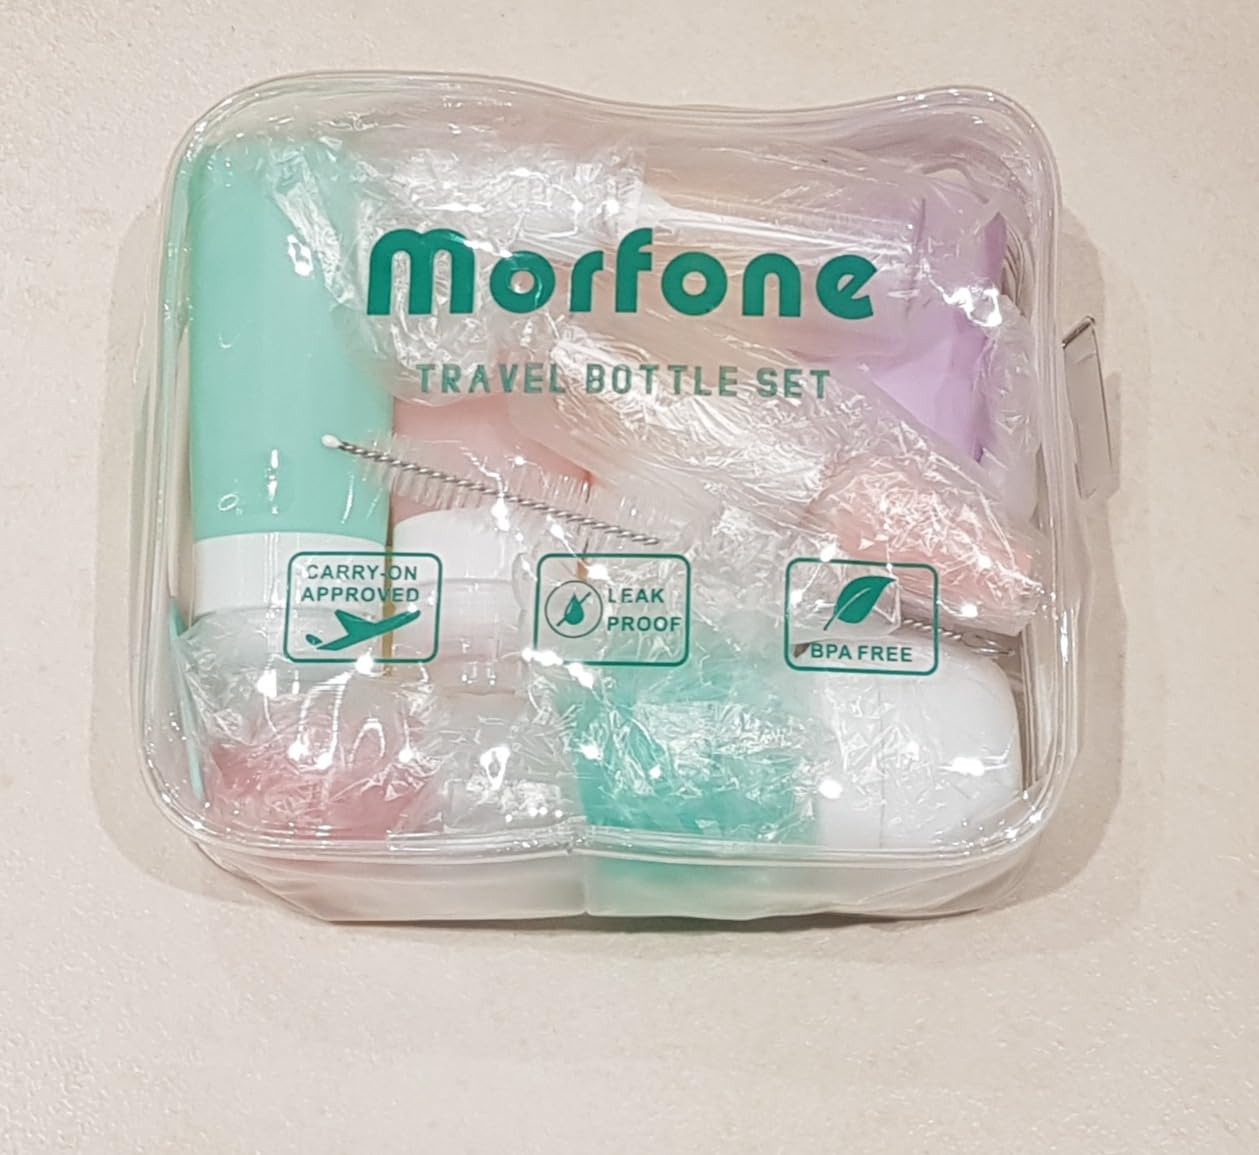 morfone
TRAVEL BOTTLE SET
CARRY-ON
APPROVED
LEAK
PROOF
BPA FREE